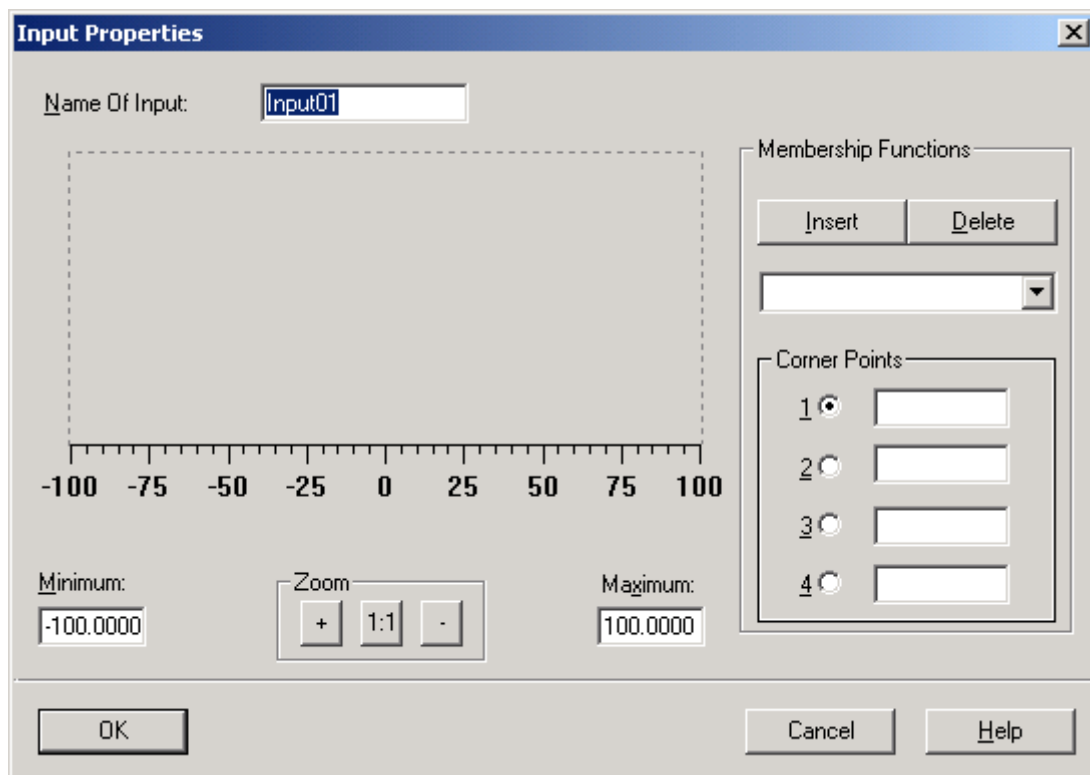 Input Properties
Name Of Input:
Input01
Membership Functions
Insert
Delete
Corner Points
1
2
3
4
-100 -75 -50 -25 0 25 50 75 100
Minimum:
-100.0000
Zoom
+ 1:1 -
Maximum:
100.0000
OK
Cancel
Help